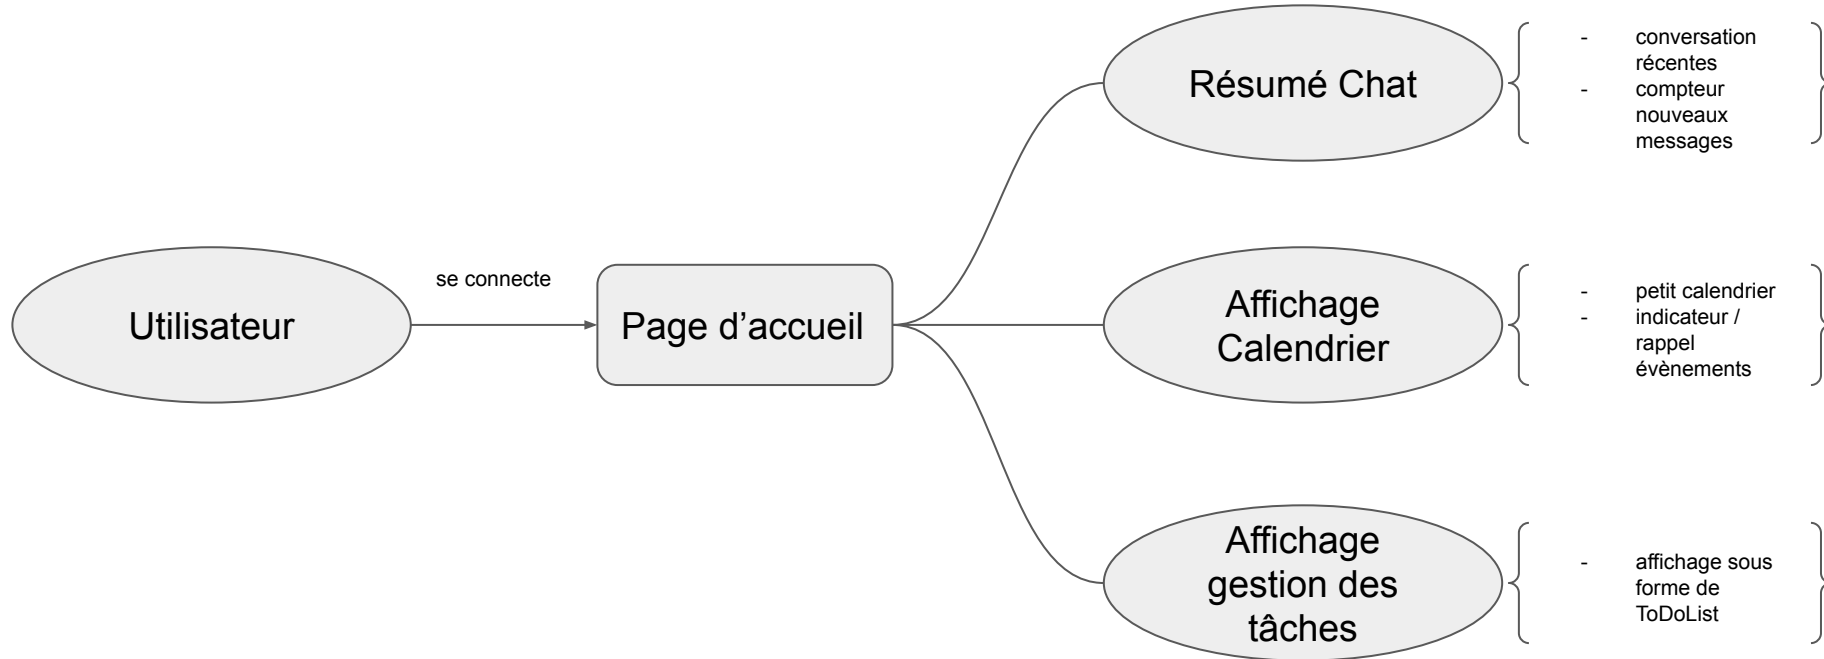 Utilisateur
se connecte
Page d’accueil
Résumé Chat
- conversation
récentes
- compteur
nouveaux
messages
Affichage
Calendrier
- petit calendrier
- indicateur /
rappel
évènements
Affichage
gestion des
tâches
- affichage sous
forme de
ToDoList